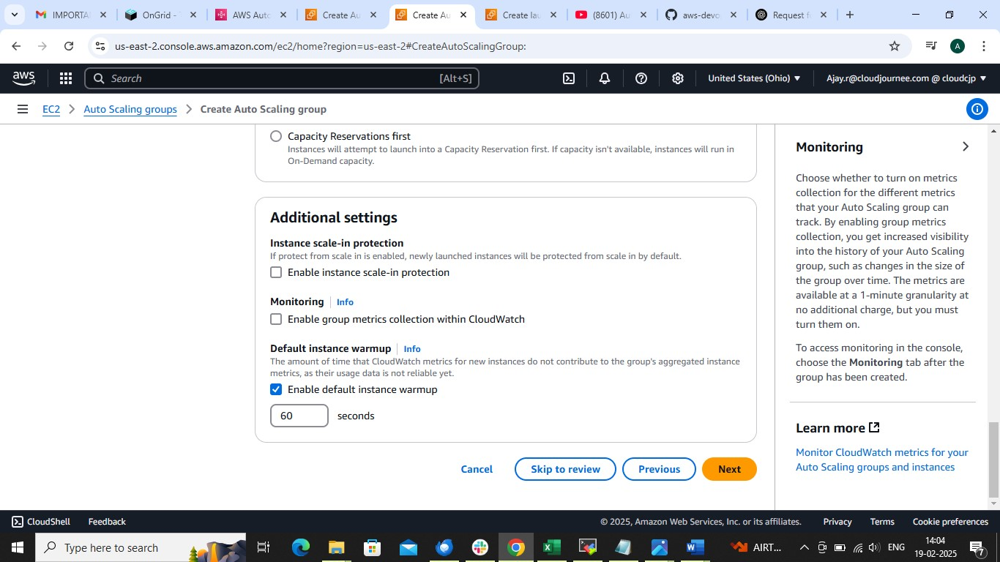 IMPORTA
OnGrid -
AWS Auto
Create Au
Create Au
Create lau
(8601) Au
aws-devo
Request f
us-east-2.console.aws.amazon.com/ec2/home?region=us-east-2#CreateAutoScalingGroup:
A
aws
Search
[Alt+S]
United States (Ohio)
Ajay.r@cloudjournee.com @ cloudcjp
EC2
Auto Scaling groups
Create Auto Scaling group
Capacity Reservations first
Instances will attempt to launch into a Capacity Reservation first. If capacity isn't available, instances will run in
On-Demand capacity.
Additional settings
Instance scale-in protection
If protect from scale in is enabled, newly launched instances will be protected from scale in by default.
Enable instance scale-in protection
Monitoring
Info
Enable group metrics collection within CloudWatch
Default instance warmup
Info
The amount of time that CloudWatch metrics for new instances do not contribute to the group's aggregated instance
metrics, as their usage data is not reliable yet.
Enable default instance warmup
60
seconds
Cancel
Skip to review
Previous
Next
Monitoring
Choose whether to turn on metrics
collection for the different metrics
that your Auto Scaling group can
track. By enabling group metrics
collection, you get increased visibility
into the history of your Auto Scaling
group, such as changes in the size of
the group over time. The metrics are
available at a 1-minute granularity at
no additional charge, but you must
turn them on.
To access monitoring in the console,
choose the Monitoring tab after the
group has been created.
Learn more
Monitor CloudWatch metrics for your
Auto Scaling groups and instances
CloudShell
Feedback
© 2025, Amazon Web Services, Inc. or its affiliates.
Privacy
Terms
Cookie preferences
Type here to search
AIRT...
ENG
14:04
19-02-2025
7